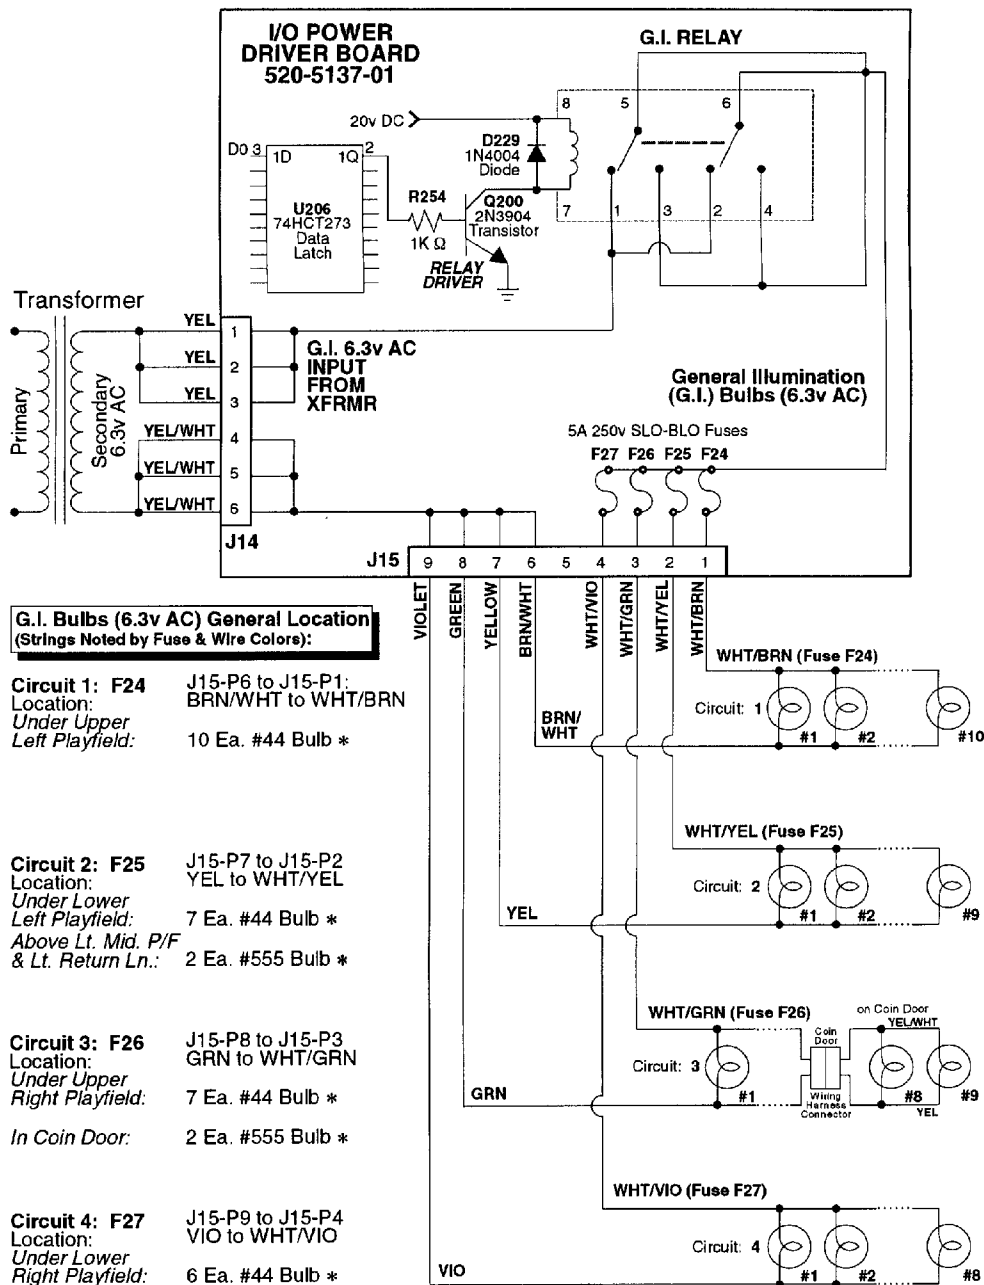 I/O POWER
DRIVER BOARD
520-5137-01
G.I. RELAY
8
5
6
20v DC
D229
1N4004
Diode
D0 3
1D
1Q
2
U206
74HCT273
Data
Latch
R254
1K Ω
Q200
2N3904
Transistor
RELAY
DRIVER
7
1
3
2
4
Transformer
Primary
Secondary
6.3v AC
YEL
1
YEL
2
YEL
3
YEL/WHT
4
YEL/WHT
5
YEL/WHT
6
J14
G.I. 6.3v AC
INPUT
FROM
XFRMR
General Illumination
(G.I.) Bulbs (6.3v AC)
5A 250v SLO-BLO Fuses
F27 F26 F25 F24
J15
9 8 7 6 5 4 3 2 1
VIOLET
GREEN
YELLOW
BRN/WHT
WHT/VIO
WHT/GRN
WHT/YEL
WHT/BRN
G.I. Bulbs (6.3v AC) General Location
(Strings Noted by Fuse & Wire Colors):
Circuit 1: F24 J15-P6 to J15-P1:
Location: BRN/WHT to WHT/BRN
Under Upper
Left Playfield: 10 Ea. #44 Bulb *
WHT/BRN (Fuse F24)
Circuit: 1
BRN/
WHT
#1 #2 #10
Circuit 2: F25 J15-P7 to J15-P2
Location: YEL to WHT/YEL
Under Lower
Left Playfield: 7 Ea. #44 Bulb *
Above Lt. Mid. P/F
& Lt. Return Ln.: 2 Ea. #555 Bulb *
WHT/YEL (Fuse F25)
Circuit: 2
YEL
#1 #2 #9
Circuit 3: F26 J15-P8 to J15-P3
Location: GRN to WHT/GRN
Under Upper
Right Playfield: 7 Ea. #44 Bulb *
In Coin Door: 2 Ea. #555 Bulb *
WHT/GRN (Fuse F26)
on Coin Door
YEL/WHT
Coin
Door
Circuit: 3
GRN
#1
Wiring
Harness
Connector
#8 #9
YEL
Circuit 4: F27 J15-P9 to J15-P4
Location: VIO to WHT/VIO
Under Lower
Right Playfield: 6 Ea. #44 Bulb *
WHT/VIO (Fuse F27)
Circuit: 4
VIO
#1 #2 #8